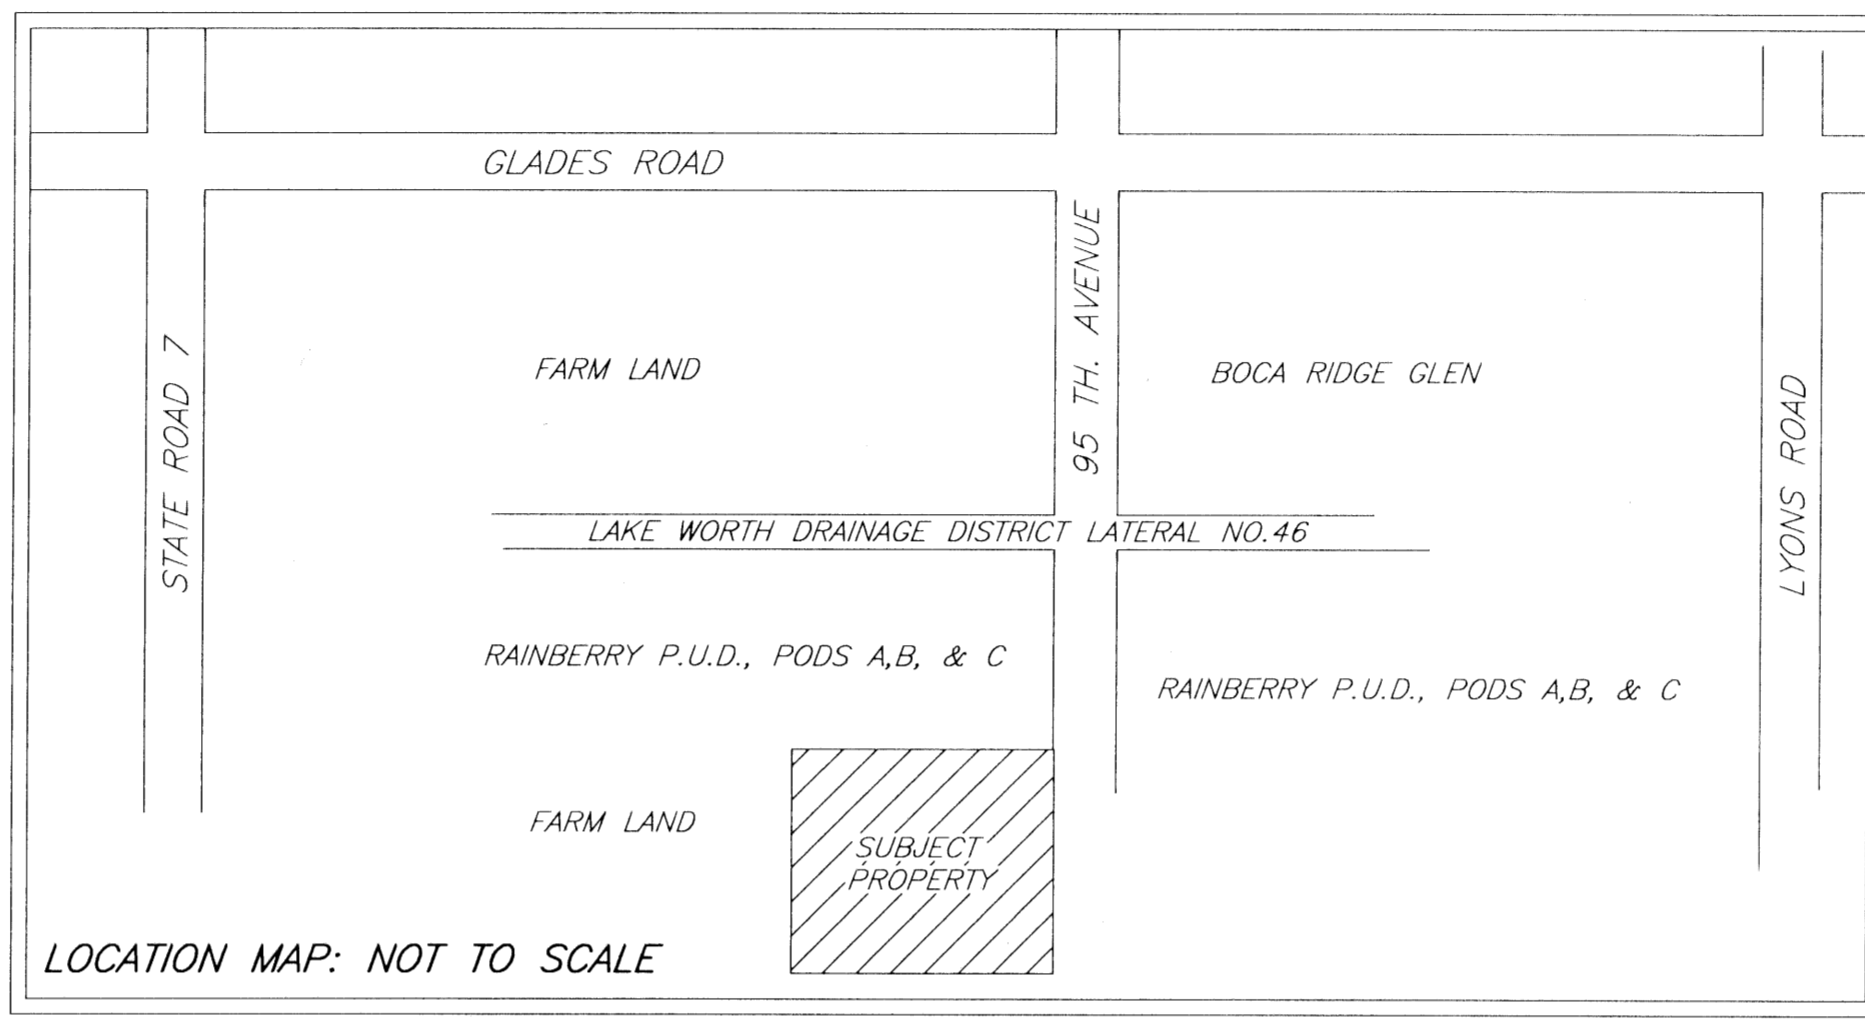 GLADES ROAD
STATE ROAD 7
FARM LAND
95 TH. AVENUE
BOCA RIDGE GLEN
LYONS ROAD
LAKE WORTH DRAINAGE DISTRICT LATERAL NO.46
RAINBERRY P.U.D., PODS A,B, & C
RAINBERRY P.U.D., PODS A,B, & C
FARM LAND
SUBJECT
PROPERTY
LOCATION MAP: NOT TO SCALE